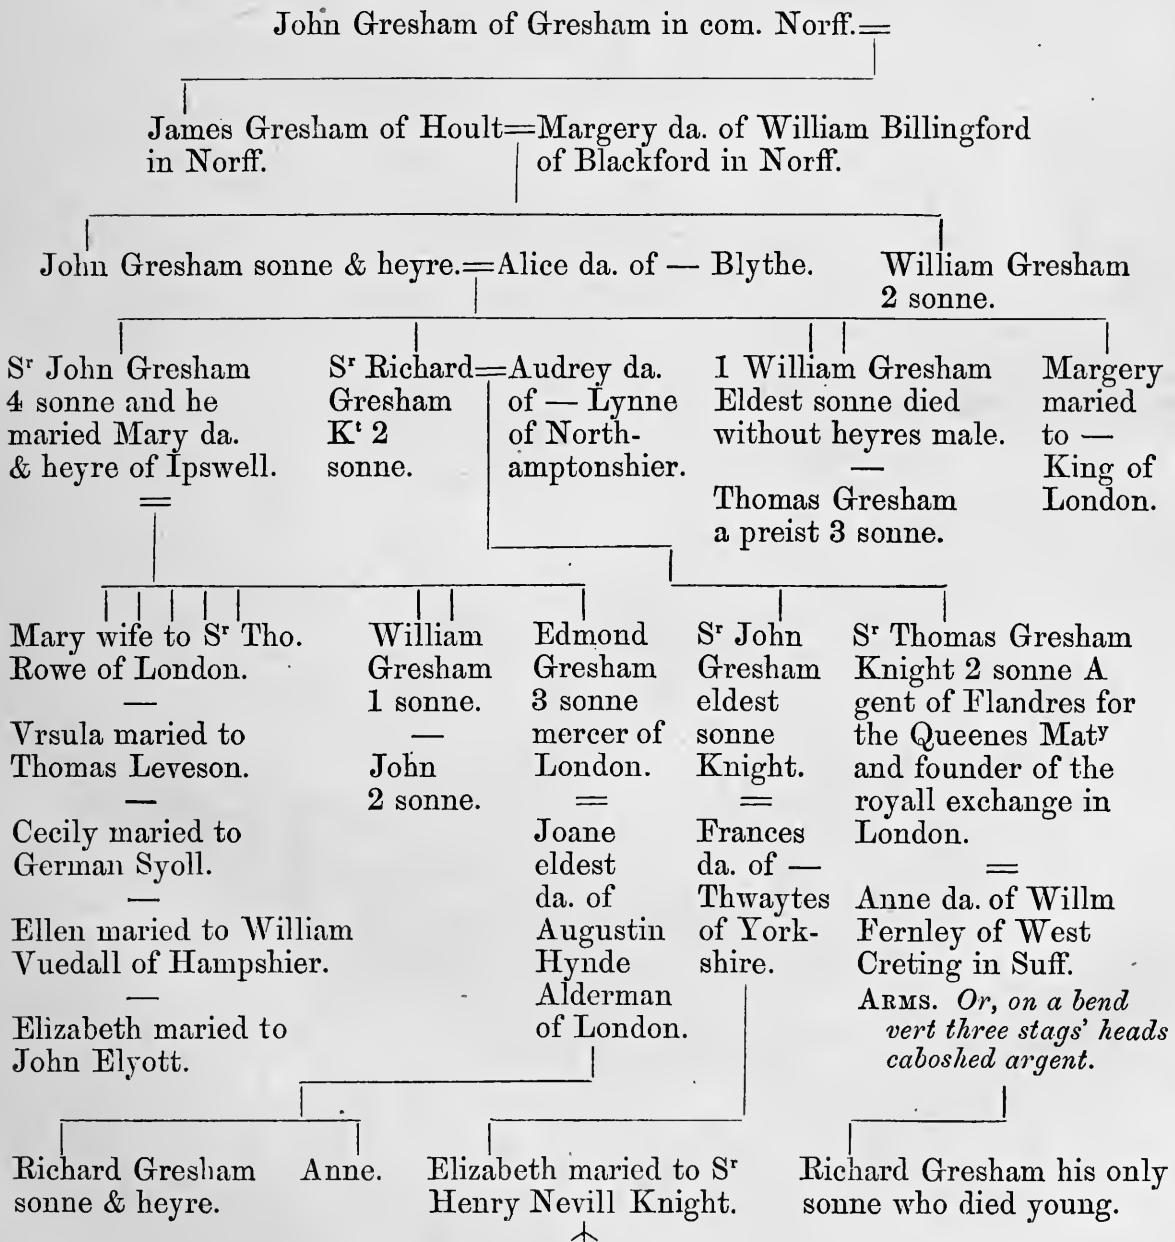 John Gresham of Gresham in com. Norff.=
James Gresham of Hoult=Margery da. of William Billingford
in Norff.
of Blackford in Norff.
John Gresham sonne & heyre.=Alice da. of — Blythe.
William Gresham
2 sonne.
Sʳ John Gresham
4 sonne and he
maried Mary da.
& heyre of Ipswell.
=
Sʳ Richard=Audrey da.
Gresham
Kᵗ 2
sonne.
of — Lynne
of North-
amptonshier.
1 William Gresham
Eldest sonne died
without heyres male.
—
Thomas Gresham
a preist 3 sonne.
Margery
maried
to —
King of
London.
Mary wife to Sʳ Tho.
Rowe of London.
—
Vrsula maried to
Thomas Leveson.
—
Cecily maried to
German Syoll.
—
Ellen maried to William
Vuedall of Hampshier.
—
Elizabeth maried to
John Elyott.
William
Gresham
1 sonne.
—
John
2 sonne.
Edmond
Gresham
3 sonne
mercer of
London.
=
Joane
eldest
da. of
Augustin
Hynde
Alderman
of London.
Sʳ John
Gresham
eldest
sonne
Knight.
=
Frances
da. of —
Thwaytes
of York-
shire.
Sʳ Thomas Gresham
Knight 2 sonne A
gent of Flandres for
the Queenes Matʸ
and founder of the
royall exchange in
London.
=
Anne da. of Willm
Fernley of West
Creting in Suff.
ARMS. Or, on a bend
vert three stags' heads
caboshed argent.
Richard Gresham
sonne & heyre.
Anne.
Elizabeth maried to Sʳ
Henry Nevill Knight.
Richard Gresham his only
sonne who died young.